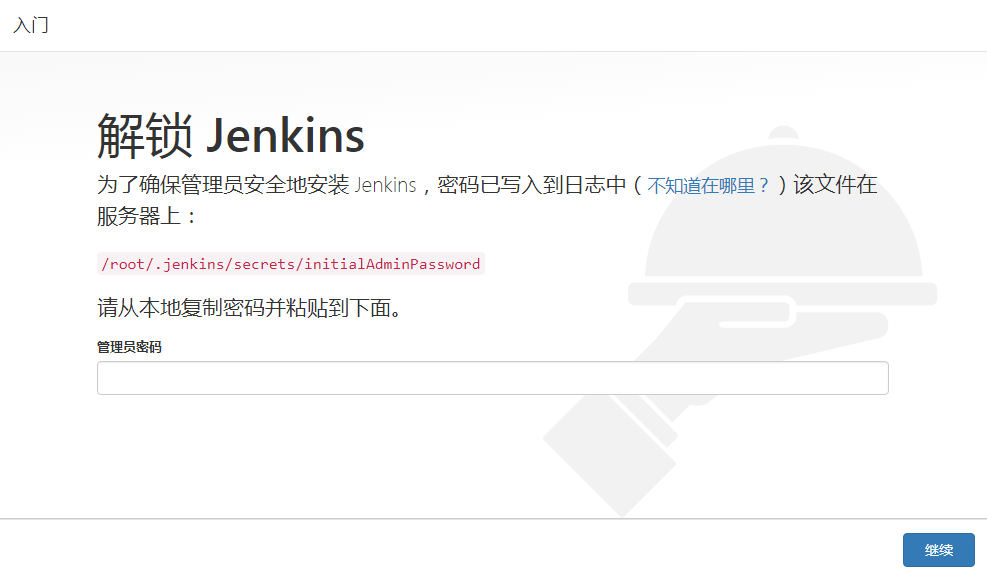 入门
解锁 Jenkins
为了确保管理员安全地安装 Jenkins，密码已写入到日志中（不知道在哪里？）该文件在
服务器上：
/root/.jenkins/secrets/initialAdminPassword
请从本地复制密码并粘贴到下面。
管理员密码
继续